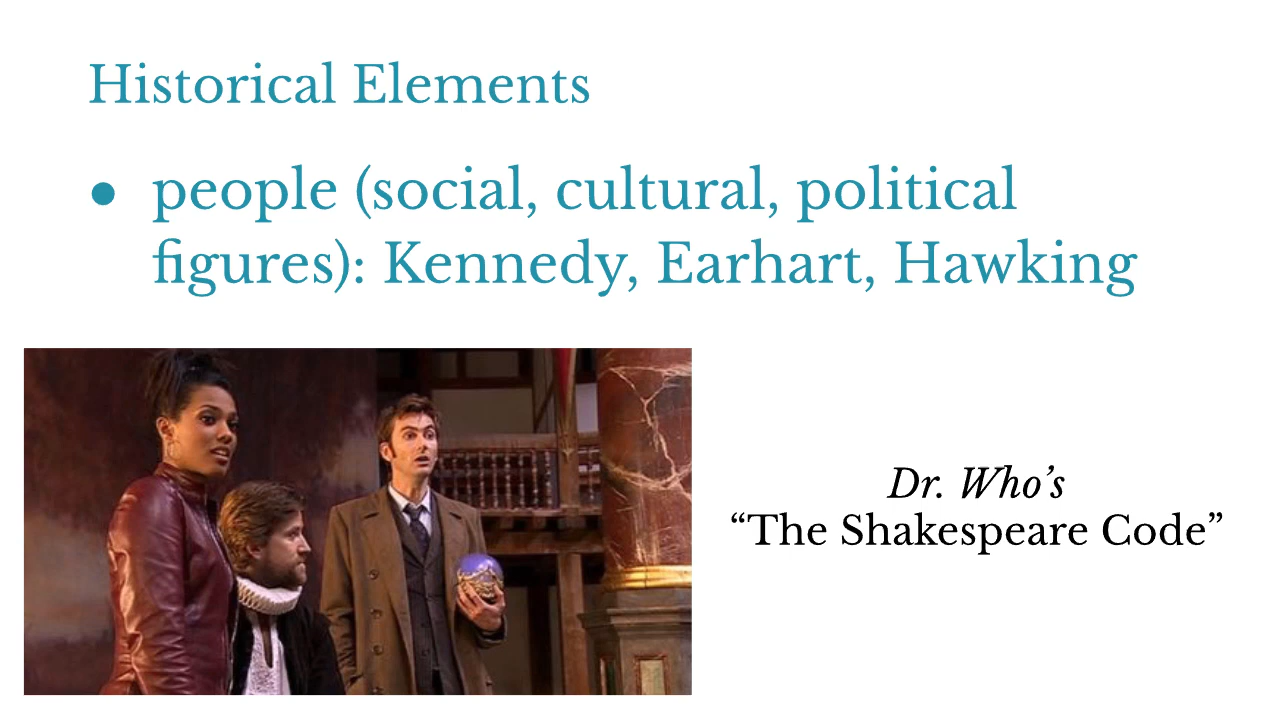 Historical Elements
● people (social, cultural, political
figures): Kennedy, Earhart, Hawking
Dr. Who’s
“The Shakespeare Code”